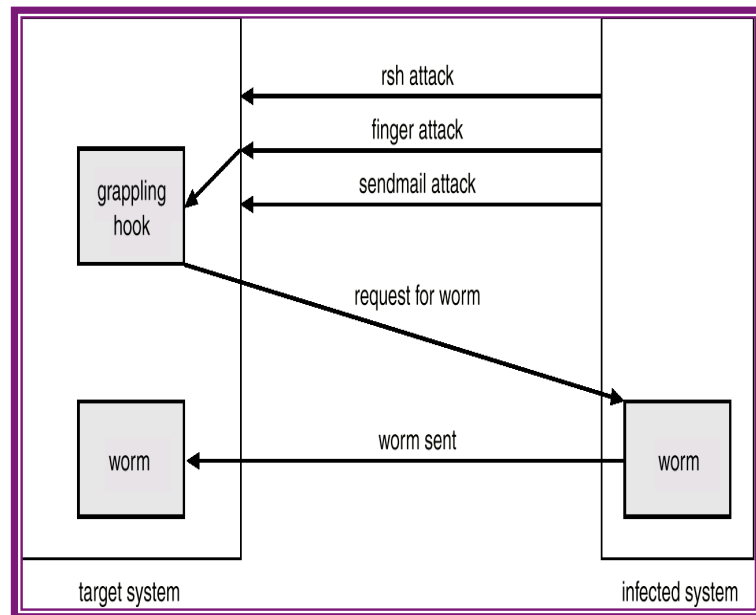 rsh attack
finger attack
sendmail attack
grappling
hook
request for worm
worm
worm sent
worm
target system
infected system